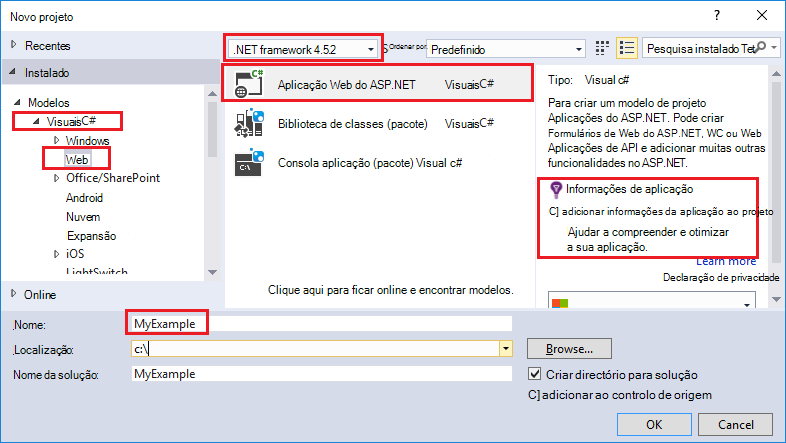 Novo projeto
Recentes
.NET framework 4.5.2
Ordenar por:
Predefinido
Pesquisa instalado Tet
Instalado
Modelos
VisuaisC#
Windows
Web
Office/SharePoint
Android
Nuvem
Expansão
iOS
LightSwitch
Online
Aplicação Web do ASP.NET VisuaisC#
Biblioteca de classes (pacote) VisuaisC#
Consola aplicação (pacote) Visual c#
Clique aqui para ficar online e encontrar modelos.
Tipo: Visual c#
Para criar um modelo de projeto
Aplicações do ASP.NET. Pode criar
Formulários de Web do ASP.NET, WC ou Web
Aplicações de API e adicionar muitas outras
funcionalidades no ASP.NET.
Informações de aplicação
C] adicionar informações da aplicação ao projeto
Ajudar a compreender e otimizar
a sua aplicação.
Learn more
Declaração de privacidade
Nome: MyExample
Localização: c:\
Browse...
Nome da solução: MyExample
Criar diretório para solução
C] adicionar ao controlo de origem
OK
Cancel